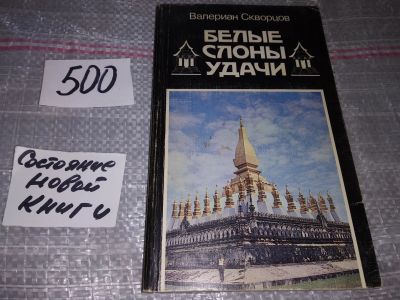 Валериан Скворцов
БЕЛЫЕ
СЛОНЫ
УДАЧИ
500
Состояние
новой
книги